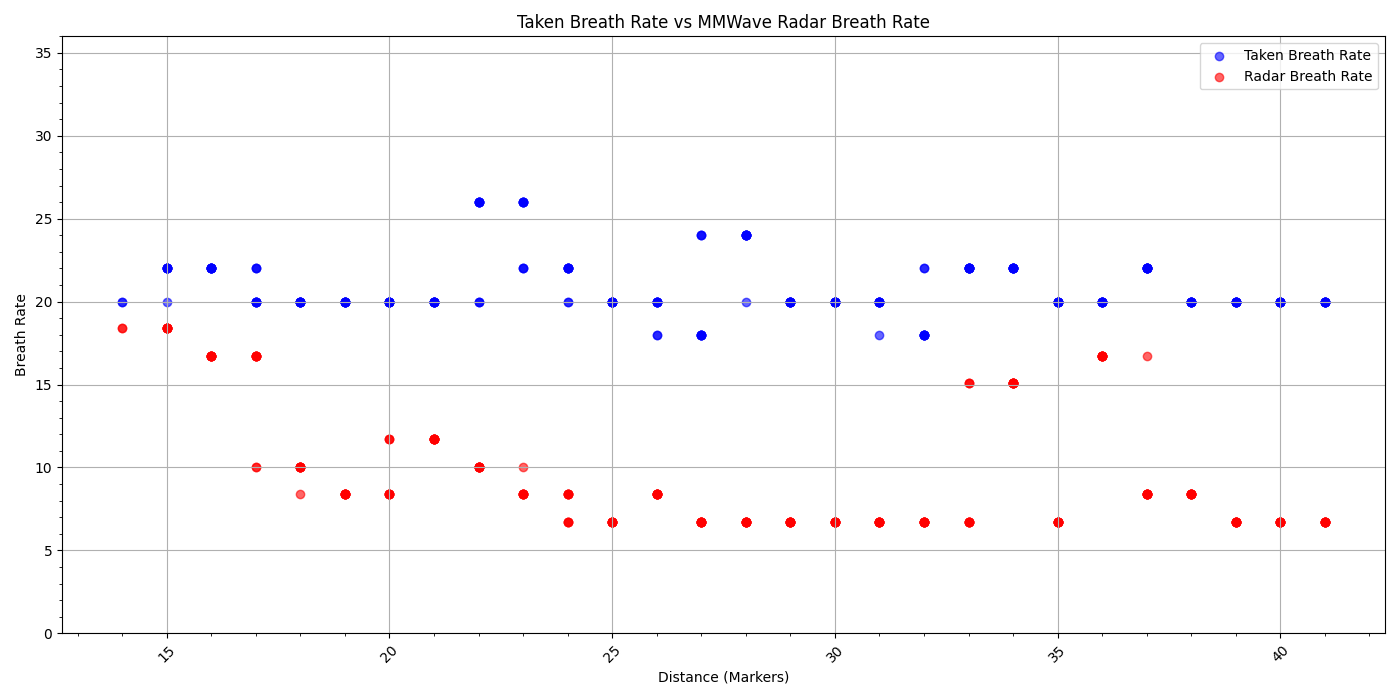 Taken Breath Rate vs MMWave Radar Breath Rate
Taken Breath Rate
Radar Breath Rate
Breath Rate
35
30
25
20
15
10
5
0
15
20
25
30
35
40
Distance (Markers)